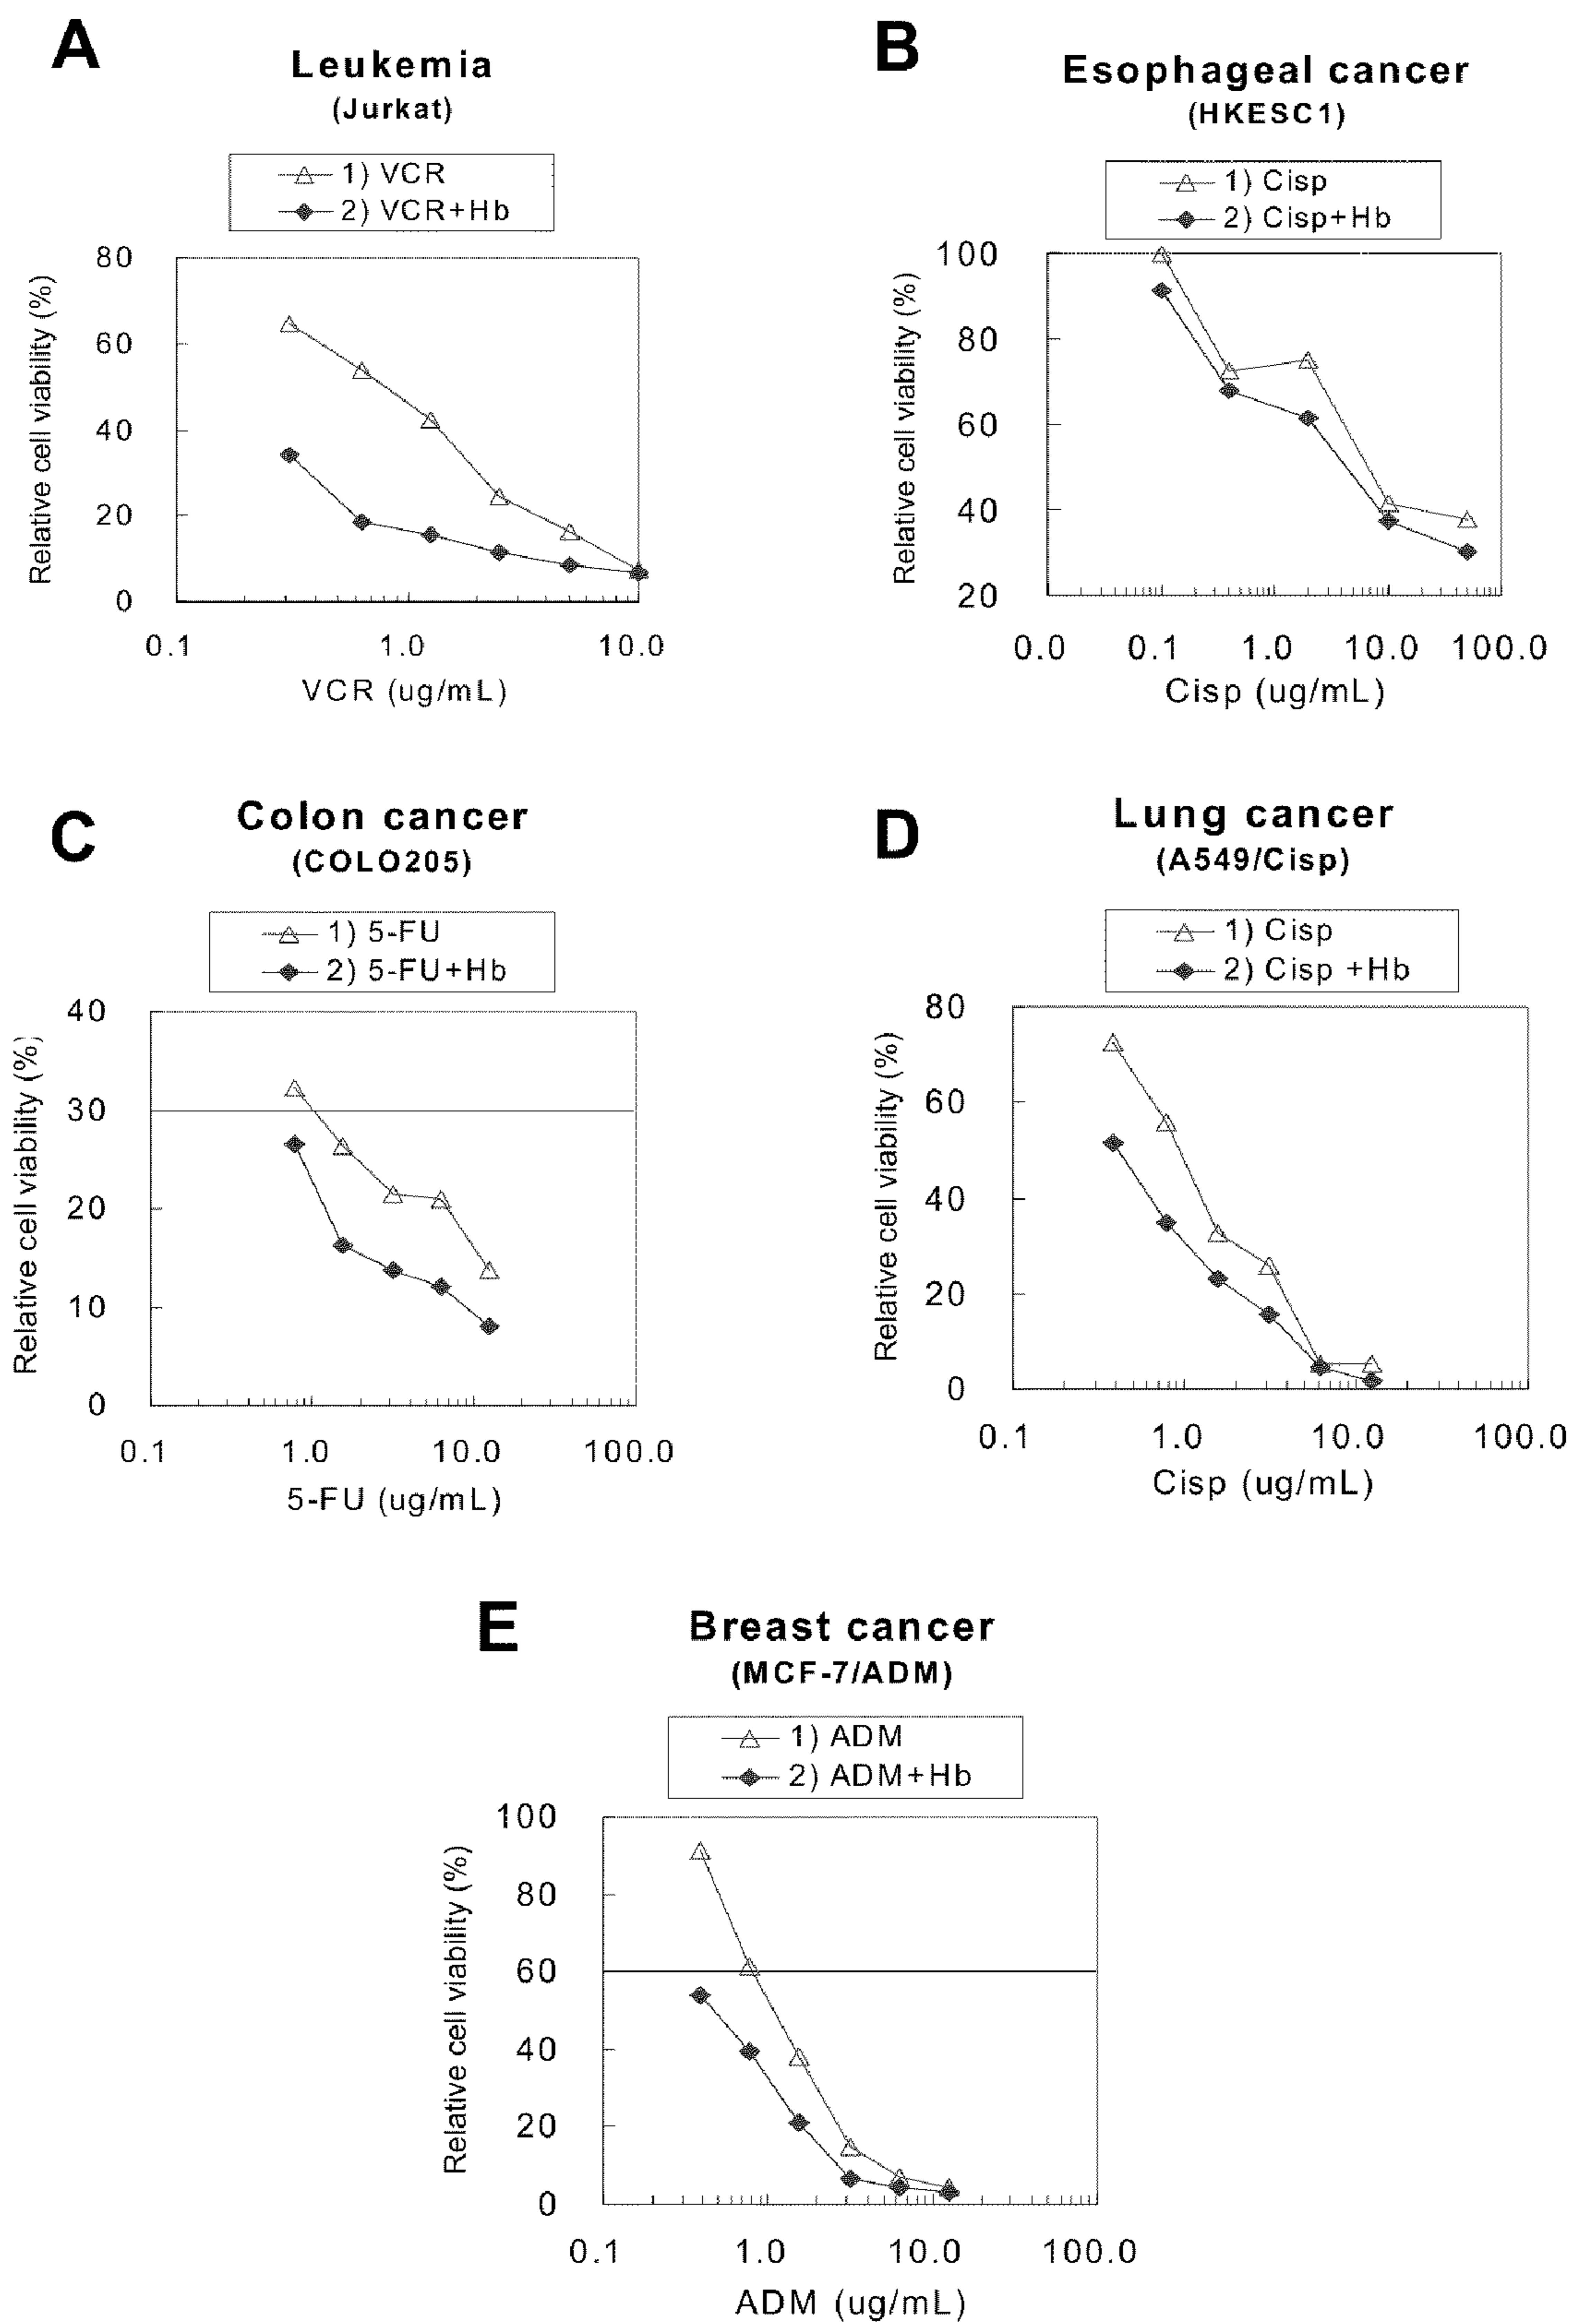 A
Leukemia
(Jurkat)
1) VCR
2) VCR+Hb
Relative cell viability (%)
80
60
40
20
0
0.1 1.0 10.0
VCR (ug/mL)
B
Esophageal cancer
(HKESC1)
1) Cisp
2) Cisp+Hb
Relative cell viability (%)
100
80
60
40
20
0.0 0.1 1.0 10.0 100.0
Cisp (ug/mL)
C
Colon cancer
(COLO205)
1) 5-FU
2) 5-FU+Hb
Relative cell viability (%)
40
30
20
10
0
0.1 1.0 10.0 100.0
5-FU (ug/mL)
D
Lung cancer
(A549/Cisp)
1) Cisp
2) Cisp +Hb
Relative cell viability (%)
80
60
40
20
0
0.1 1.0 10.0 100.0
Cisp (ug/mL)
E
Breast cancer
(MCF-7/ADM)
1) ADM
2) ADM+Hb
Relative cell viability (%)
100
80
60
40
20
0
0.1 1.0 10.0 100.0
ADM (ug/mL)